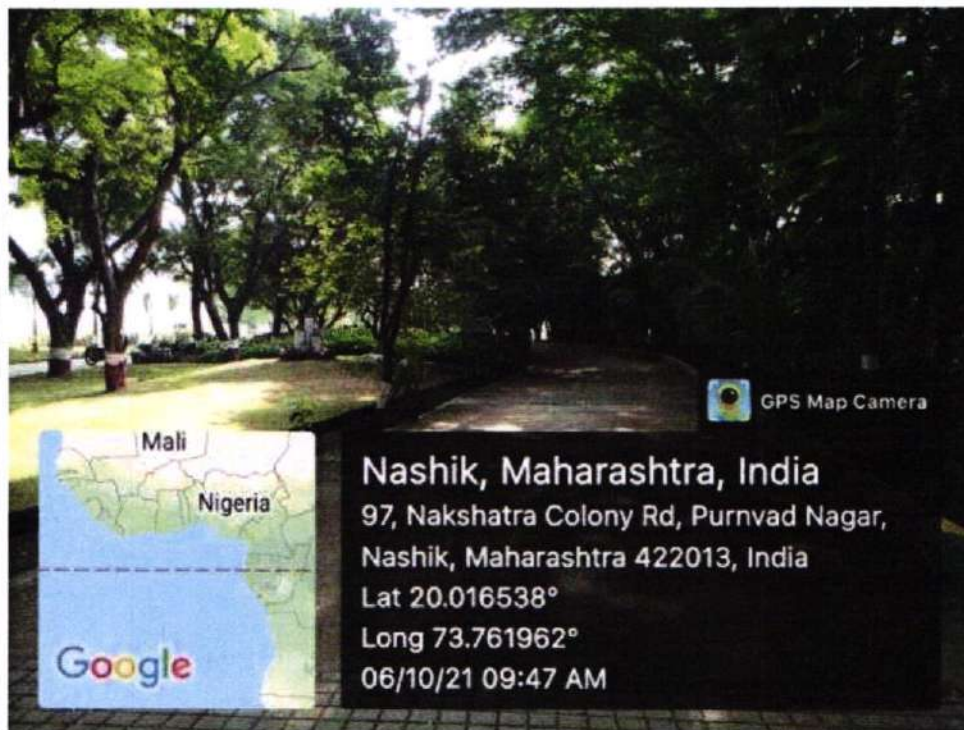 GPS Map Camera
Mali
Nigeria
Google
Nashik, Maharashtra, India
97, Nakshatra Colony Rd, Purnvad Nagar,
Nashik, Maharashtra 422013, India
Lat 20.016538°
Long 73.761962°
06/10/21 09:47 AM